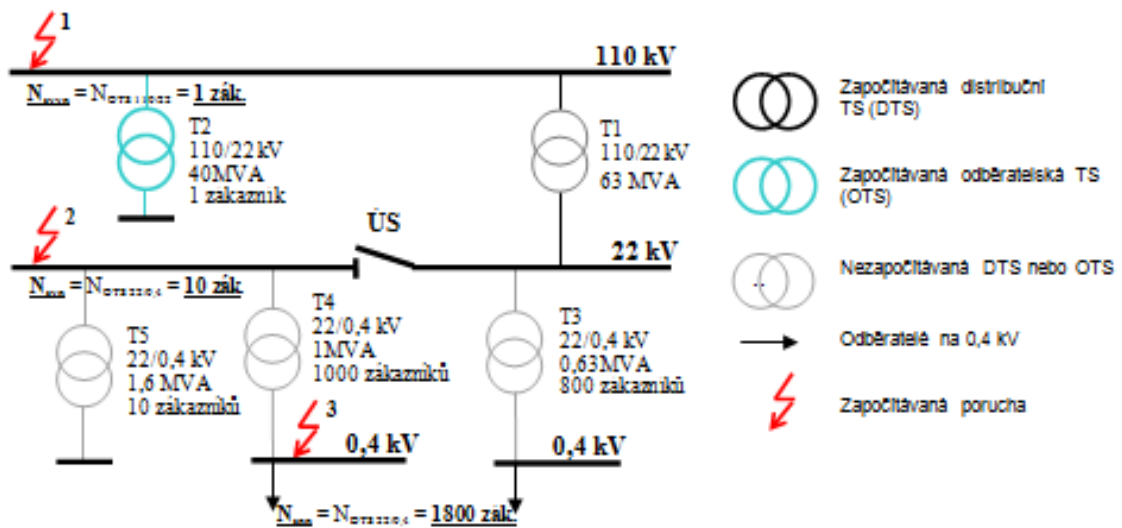 1
110 kV
= N = 1 zák.
T2
110/22 kV
40MVA
1 zakaznık
T1
110/22 kV
63 MVA
2
ÚS
22 kV
= N = 10 zák
T5
22/0,4 kV
1,6 MVA
10 zákazníků
T4
22/0,4 kV
1MVA
1000 zákazníků
T3
22/0,4 kV
0,63MVA
800 zakazníků
3
0,4 kV
0,4 kV
= N = 1800 zák.
Započítávaná distribuční
TS (DTS)
Započítávaná odběratelská TS
(OTS)
Nezapočítávaná DTS nebo OTS
Odběratelé na 0,4 kV
Započítávaná porucha